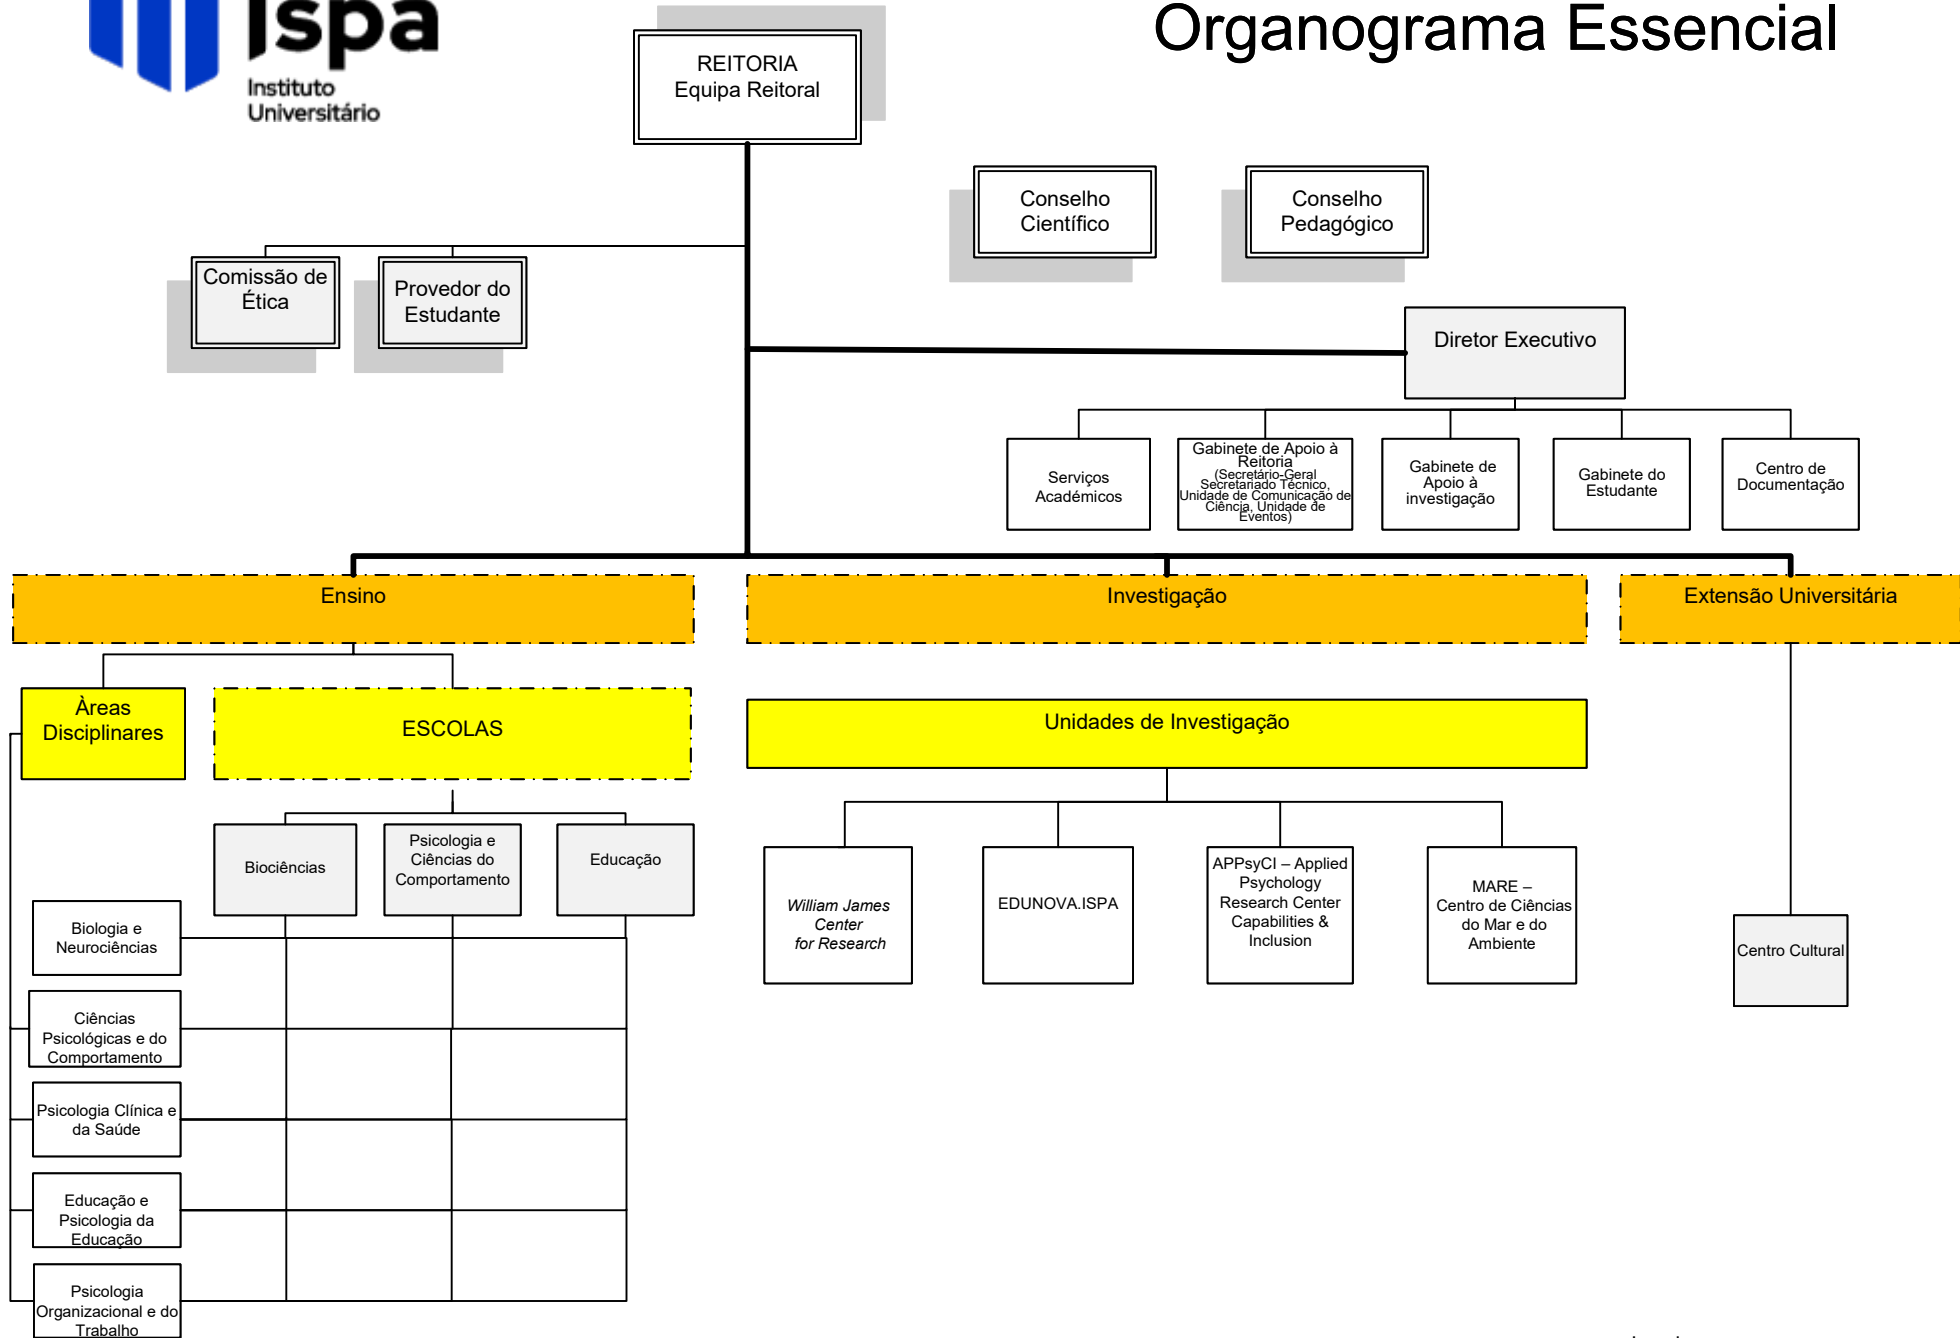 ispa
Instituto
Universitário
Organograma Essencial
REITORIA
Equipa Reitoral
Conselho
Científico
Conselho
Pedagógico
Comissão de
Ética
Provedor do
Estudante
Diretor Executivo
Serviços
Académicos
Gabinete de Apoio à
Reitoria
(Secretário-Geral
Secretariado Técnico,
Unidade de Comunicação de
Ciência, Unidade de
Eventos)
Gabinete de
Apoio à
investigação
Gabinete do
Estudante
Centro de
Documentação
Ensino
Investigação
Extensão Universitária
Àreas
Disciplinares
ESCOLAS
Unidades de Investigação
Biociências
Psicologia e
Ciências do
Comportamento
Educação
William James
Center
for Research
EDUNOVA.ISPA
APPsyCI – Applied
Psychology
Research Center
Capabilities &
Inclusion
MARE –
Centro de Ciências
do Mar e do
Ambiente
Centro Cultural
Biologia e
Neurociências
Ciências
Psicológicas e do
Comportamento
Psicologia Clínica e
da Saúde
Educação e
Psicologia da
Educação
Psicologia
Organizacional e do
Trabalho